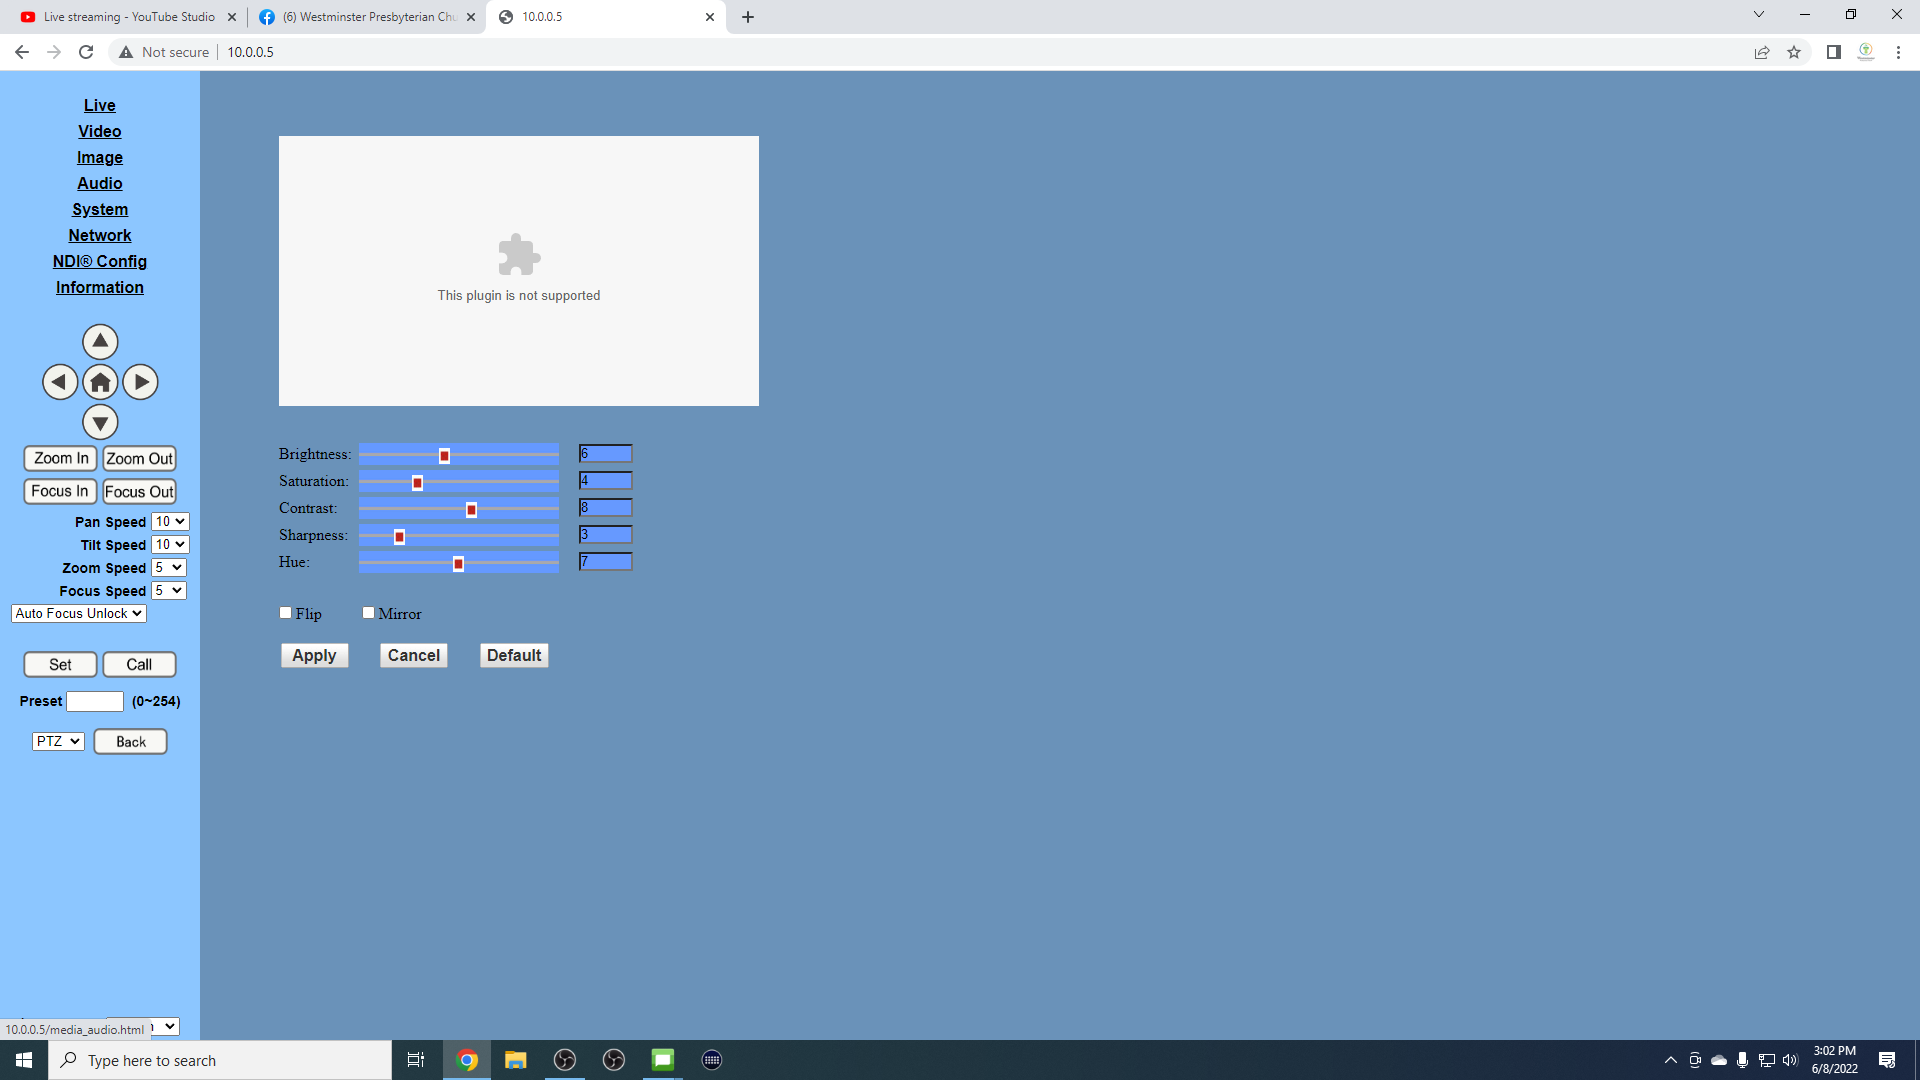 Live streaming - YouTube Studio
(6) Westminster Presbyterian Chu
10.0.0.5
Not secure
10.0.0.5
Live
Video
Image
Audio
System
Network
NDI® Config
Information
Zoom In
Zoom Out
Focus In
Focus Out
Pan Speed 10
Tilt Speed 10
Zoom Speed 5
Focus Speed 5
Auto Focus Unlock
Set
Call
Preset (0~254)
PTZ
Back
This plugin is not supported
Brightness: 6
Saturation: 4
Contrast: 8
Sharpness: 3
Hue: 7
Flip
Mirror
Apply
Cancel
Default
10.0.0.5/media_audio.html
Type here to search
3:02 PM
6/8/2022